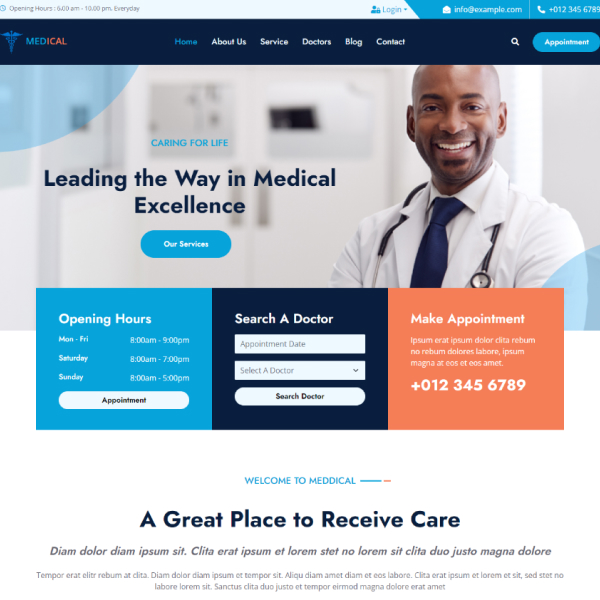 Opening Hours : 6.00 am - 10.00 pm, Everyday
Login
info@example.com
+012 345 6789
MEDICAL
Home
About Us
Service
Doctors
Blog
Contact
Appointment
CARING FOR LIFE
Leading the Way in Medical
Excellence
Our Services
Opening Hours
Mon - Fri 8:00am - 9:00pm
Saturday 8:00am - 7:00pm
Sunday 8:00am - 5:00pm
Appointment
Search A Doctor
Appointment Date
Select A Doctor
Search Doctor
Make Appointment
Ipsum erat ipsum dolor clita rebum
no rebum dolores labore, ipsum
magna at eos et eos amet.
+012 345 6789
WELCOME TO MEDDICAL
A Great Place to Receive Care
Diam dolor diam ipsum sit. Clita erat ipsum et lorem stet no lorem sit clita duo justo magna dolore
Tempor erat elitr rebum at clita. Diam dolor diam ipsum et tempor sit. Aliqu diam amet diam et eos labore. Clita erat ipsum et lorem et sit, sed stet no
labore lorem sit. Sanctus clita duo justo et tempor eirmod magna dolore erat amet